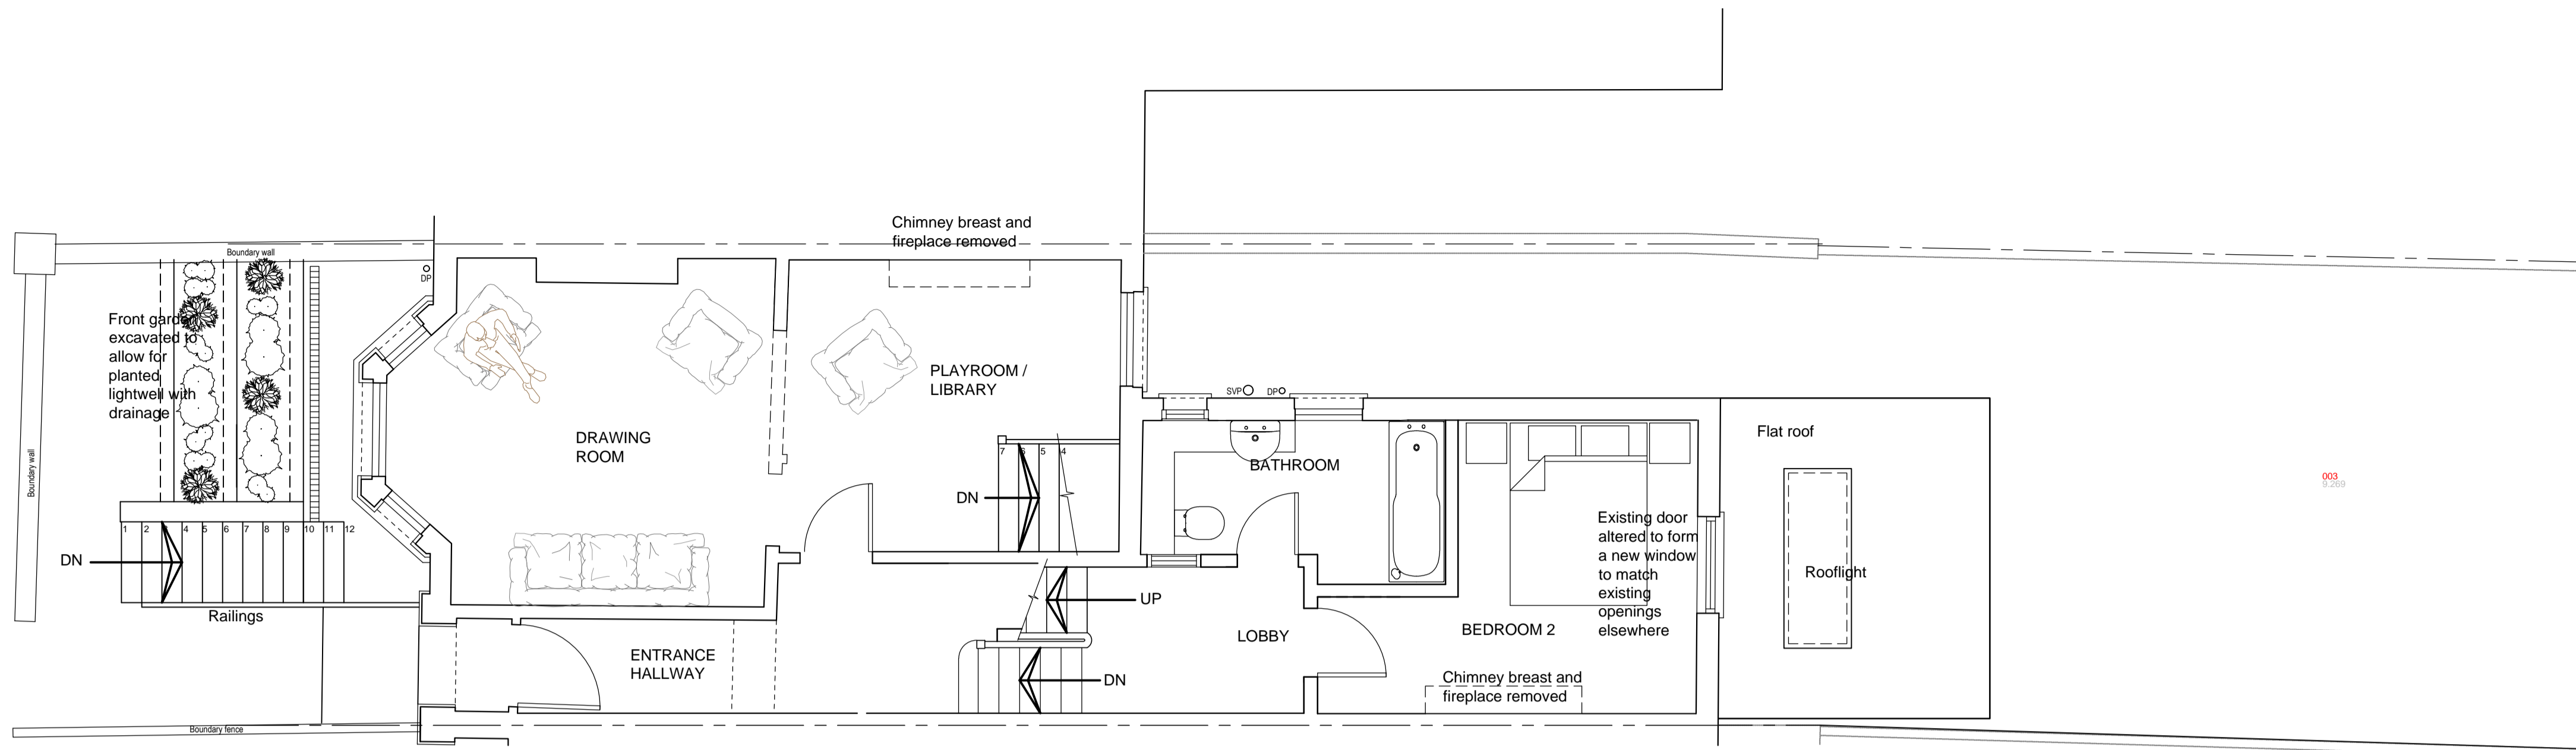 Chimney breast and
fireplace removed
Boundary wall
DP
Front garden
excavated to
allow for
planted
lightwell with
drainage
PLAYROOM /
LIBRARY
SVP
DP
DRAWING
ROOM
Flat roof
7 6 5 4
BATHROOM
Boundary wall
003
9.269
DN
Existing door
altered to form
a new window
to match
existing
openings
elsewhere
1 2 3 4 5 6 7 8 9 10 11 12
DN
Rooflight
UP
Railings
LOBBY
BEDROOM 2
ENTRANCE
HALLWAY
DN
Chimney breast and
fireplace removed
Boundary fence